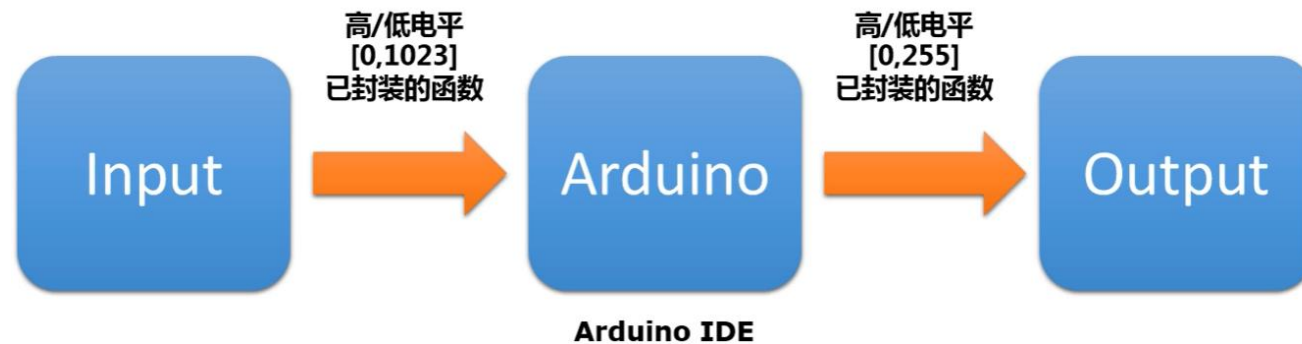 高/低电平
[0,1023]
已封装的函数
高/低电平
[0,255]
已封装的函数
Input
Arduino
Output
Arduino IDE